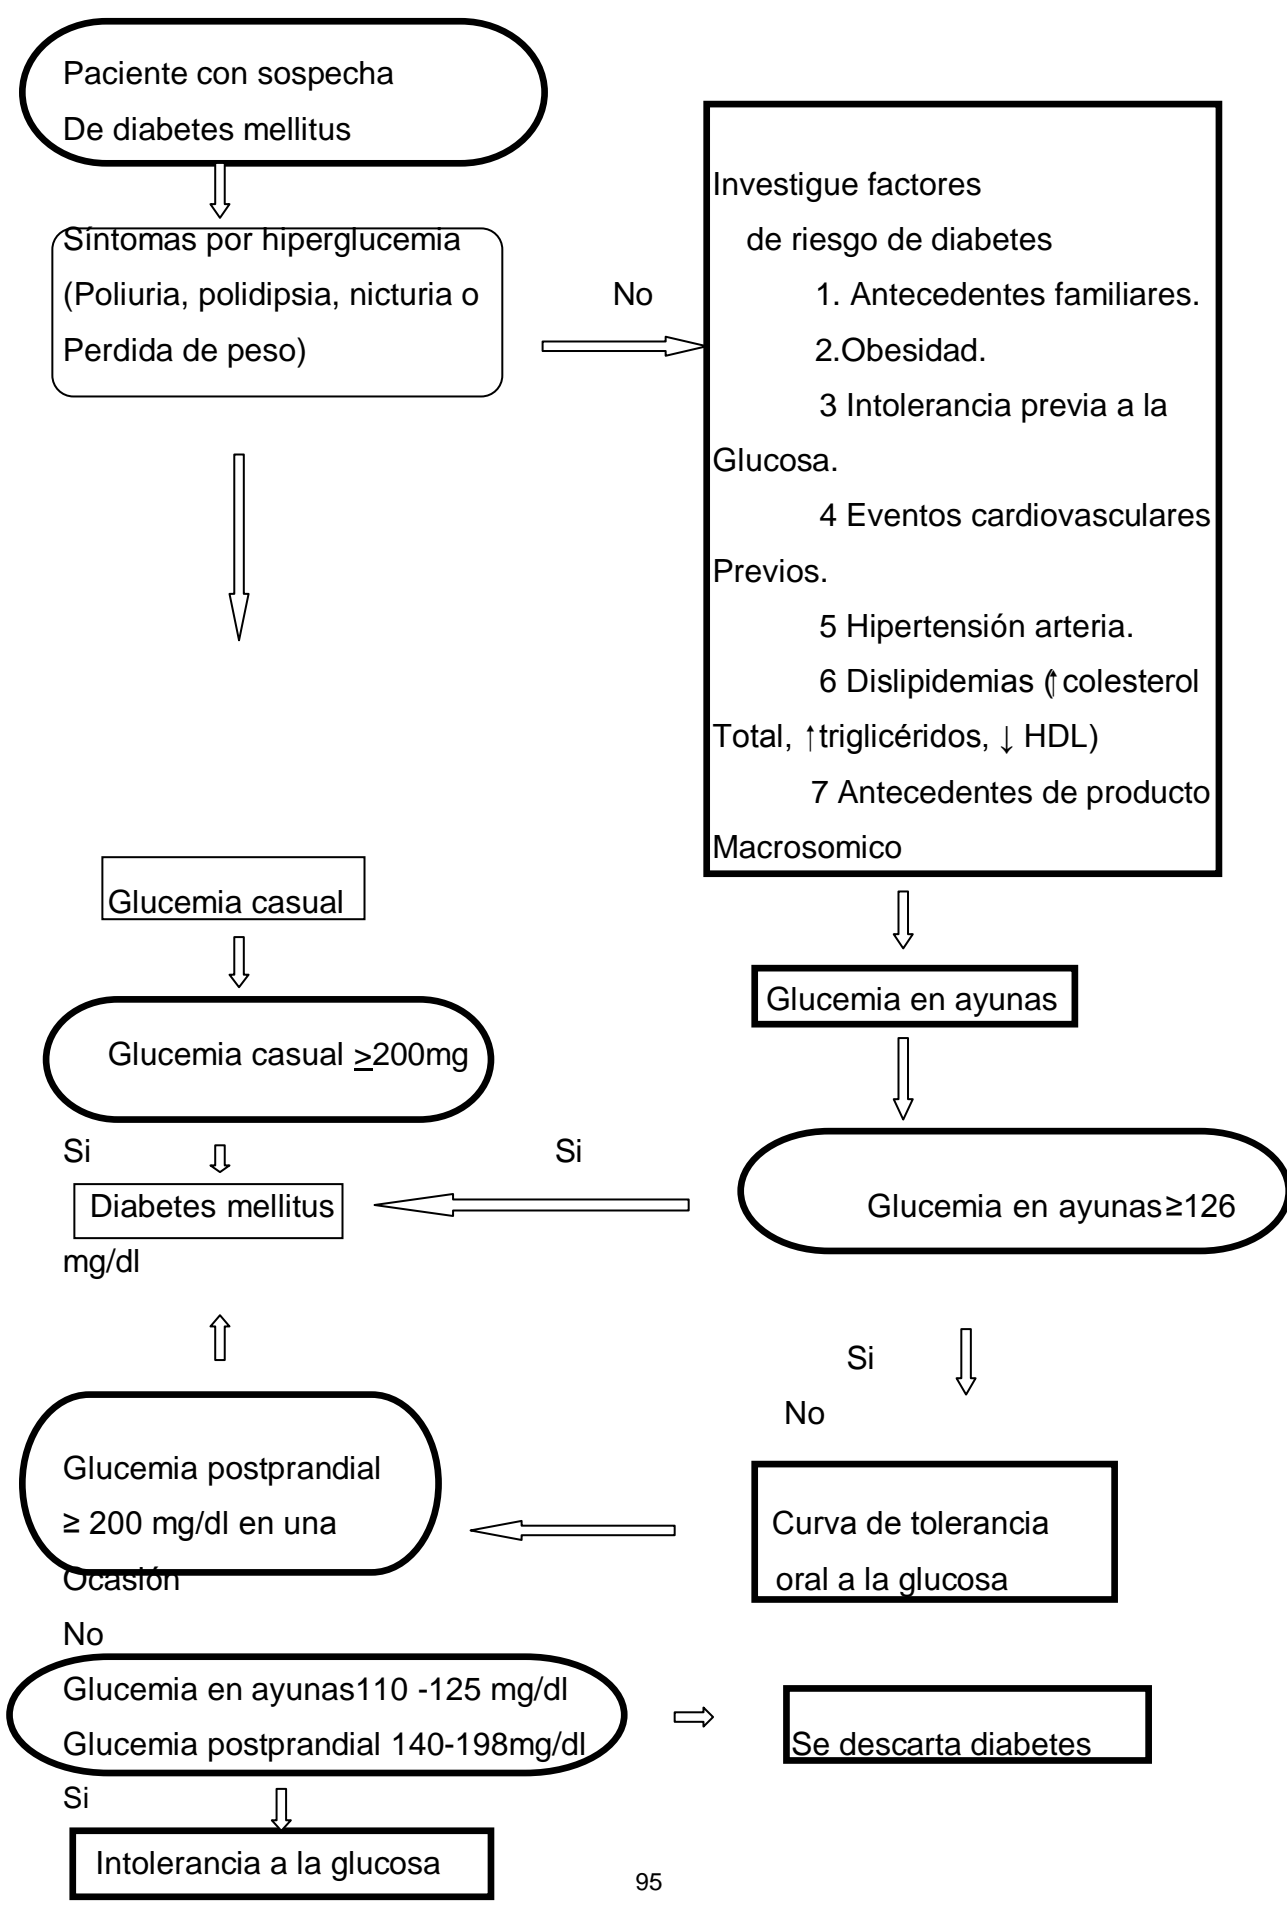 Paciente con sospecha
De diabetes mellitus
Síntomas por hiperglucemia
(Poliuria, polidipsia, nicturia o
Perdida de peso)
No
Investigue factores
de riesgo de diabetes
1. Antecedentes familiares.
2.Obesidad.
3 Intolerancia previa a la
Glucosa.
4 Eventos cardiovasculares
Previos.
5 Hipertensión arteria.
6 Dislipidemias (↑colesterol
Total, ↑triglicéridos, ↓ HDL)
7 Antecedentes de producto
Macrosomico
Glucemia casual
Glucemia en ayunas
Glucemia casual ≥200mg
Si
Si
Diabetes mellitus
Glucemia en ayunas≥126
mg/dl
Si
No
Glucemia postprandial
≥ 200 mg/dl en una
Ocasión
Curva de tolerancia
oral a la glucosa
No
Glucemia en ayunas110 -125 mg/dl
Glucemia postprandial 140-198mg/dl
Se descarta diabetes
Si
Intolerancia a la glucosa
95